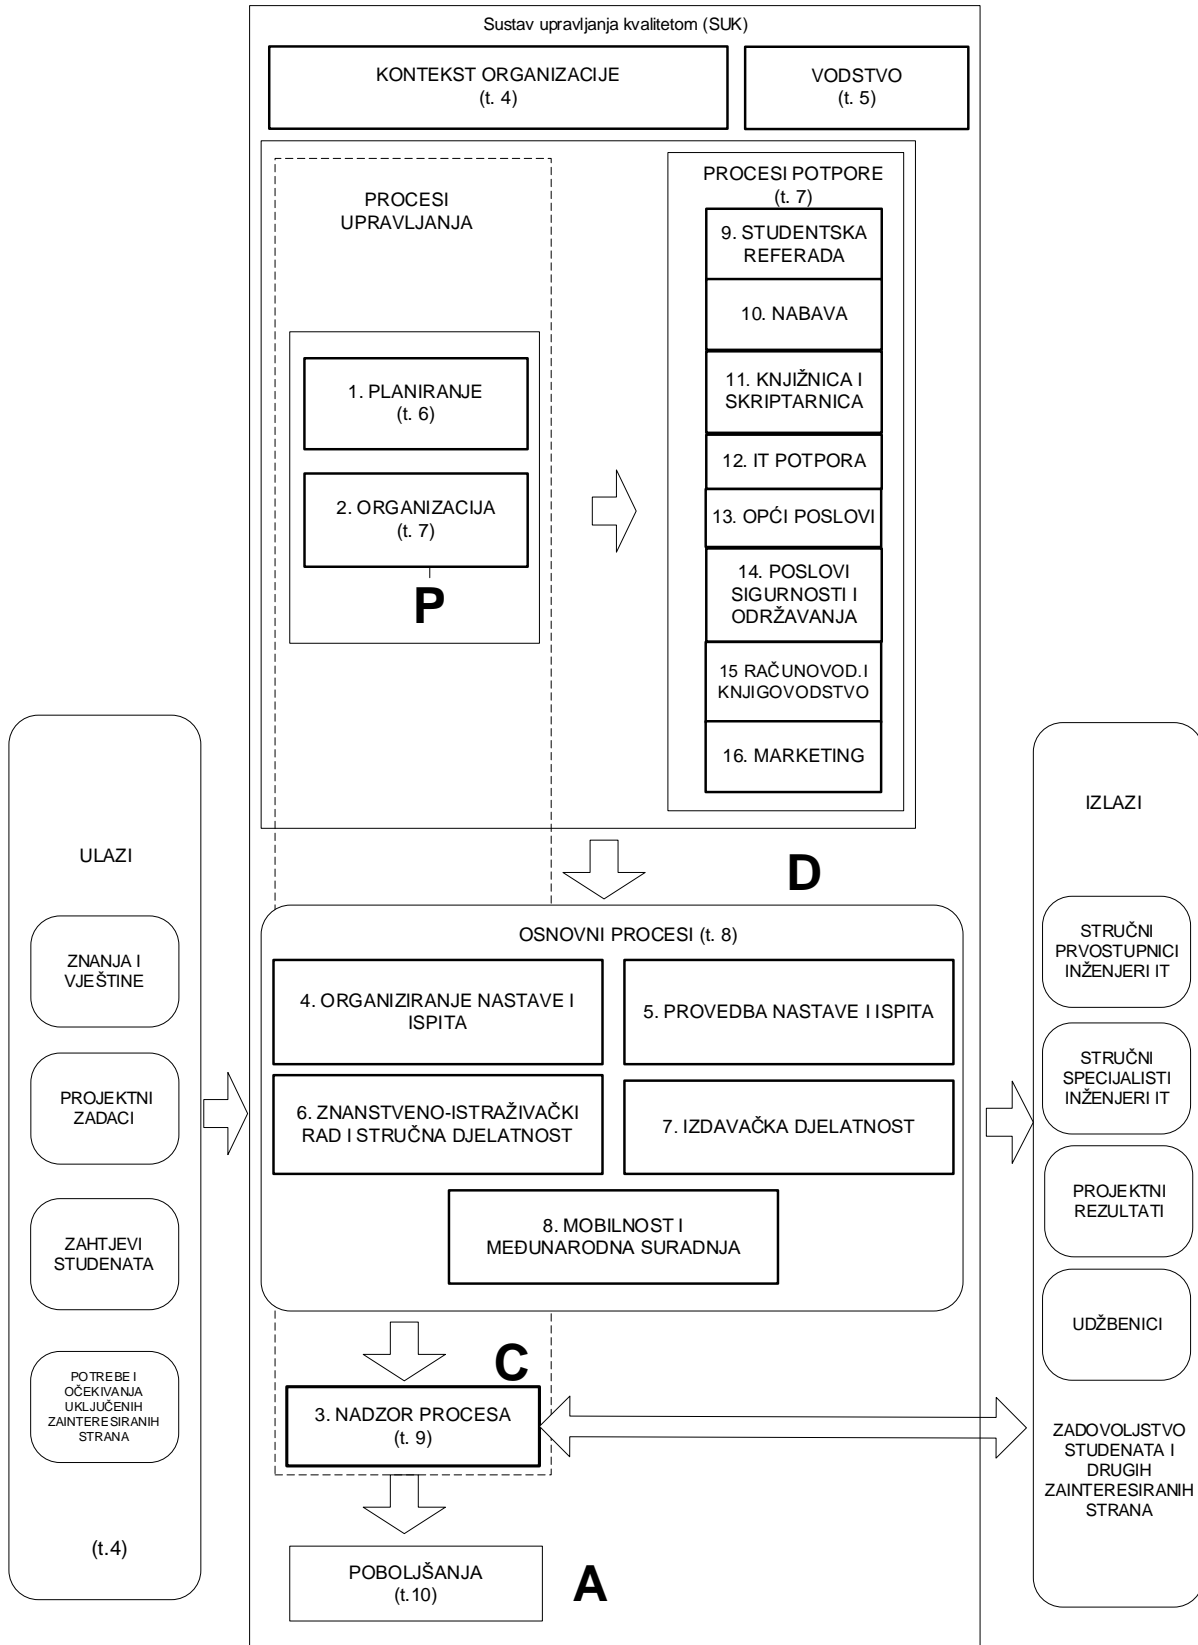 Sustav upravljanja kvalitetom (SUK)
KONTEKST ORGANIZACIJE
(t. 4)
VODSTVO
(t. 5)
PROCESI
UPRAVLJANJA
1. PLANIRANJE
(t. 6)
2. ORGANIZACIJA
(t. 7)
P
PROCESI POTPORE
(t. 7)
9. STUDENTSKA
REFERADA
10. NABAVA
11. KNJIŽNICA I
SKRIPTARNICA
12. IT POTPORA
13. OPĆI POSLOVI
14. POSLOVI
SIGURNOSTI I
ODRŽAVANJA
15 RAČUNOVOD. I
KNJIGOVODSTVO
16. MARKETING
D
ULAZI
ZNANJA I
VJEŠTINE
PROJEKTNI
ZADACI
ZAHTJEVI
STUDENATA
POTREBE I
OČEKIVANJA
UKLJUČENIH
ZAINTERESIRANIH
STRANA
(t.4)
OSNOVNI PROCESI (t. 8)
4. ORGANIZIRANJE NASTAVE I
ISPITA
5. PROVEDBA NASTAVE I ISPITA
6. ZNANSTVENO-ISTRAŽIVAČKI
RAD I STRUČNA DJELATNOST
7. IZDAVAČKA DJELATNOST
8. MOBILNOST I
MEĐUNARODNA SURADNJA
C
3. NADZOR PROCESA
(t. 9)
POBOLJŠANJA
(t.10)
A
IZLAZI
STRUČNI
PRVOSTUPNICI
INŽENJERI IT
STRUČNI
SPECIJALISTI
INŽENJERI IT
PROJEKTNI
REZULTATI
UDŽBENICI
ZADOVOLJSTVO
STUDENATA I
DRUGIH
ZAINTERESIRANIH
STRANA